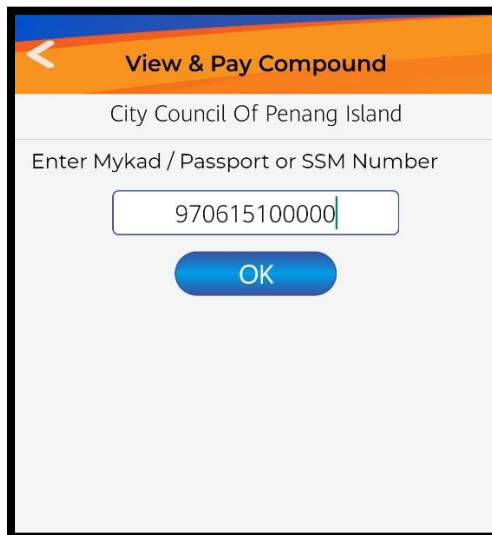 View & Pay Compound
City Council Of Penang Island
Enter Mykad / Passport or SSM Number
970615100000
OK